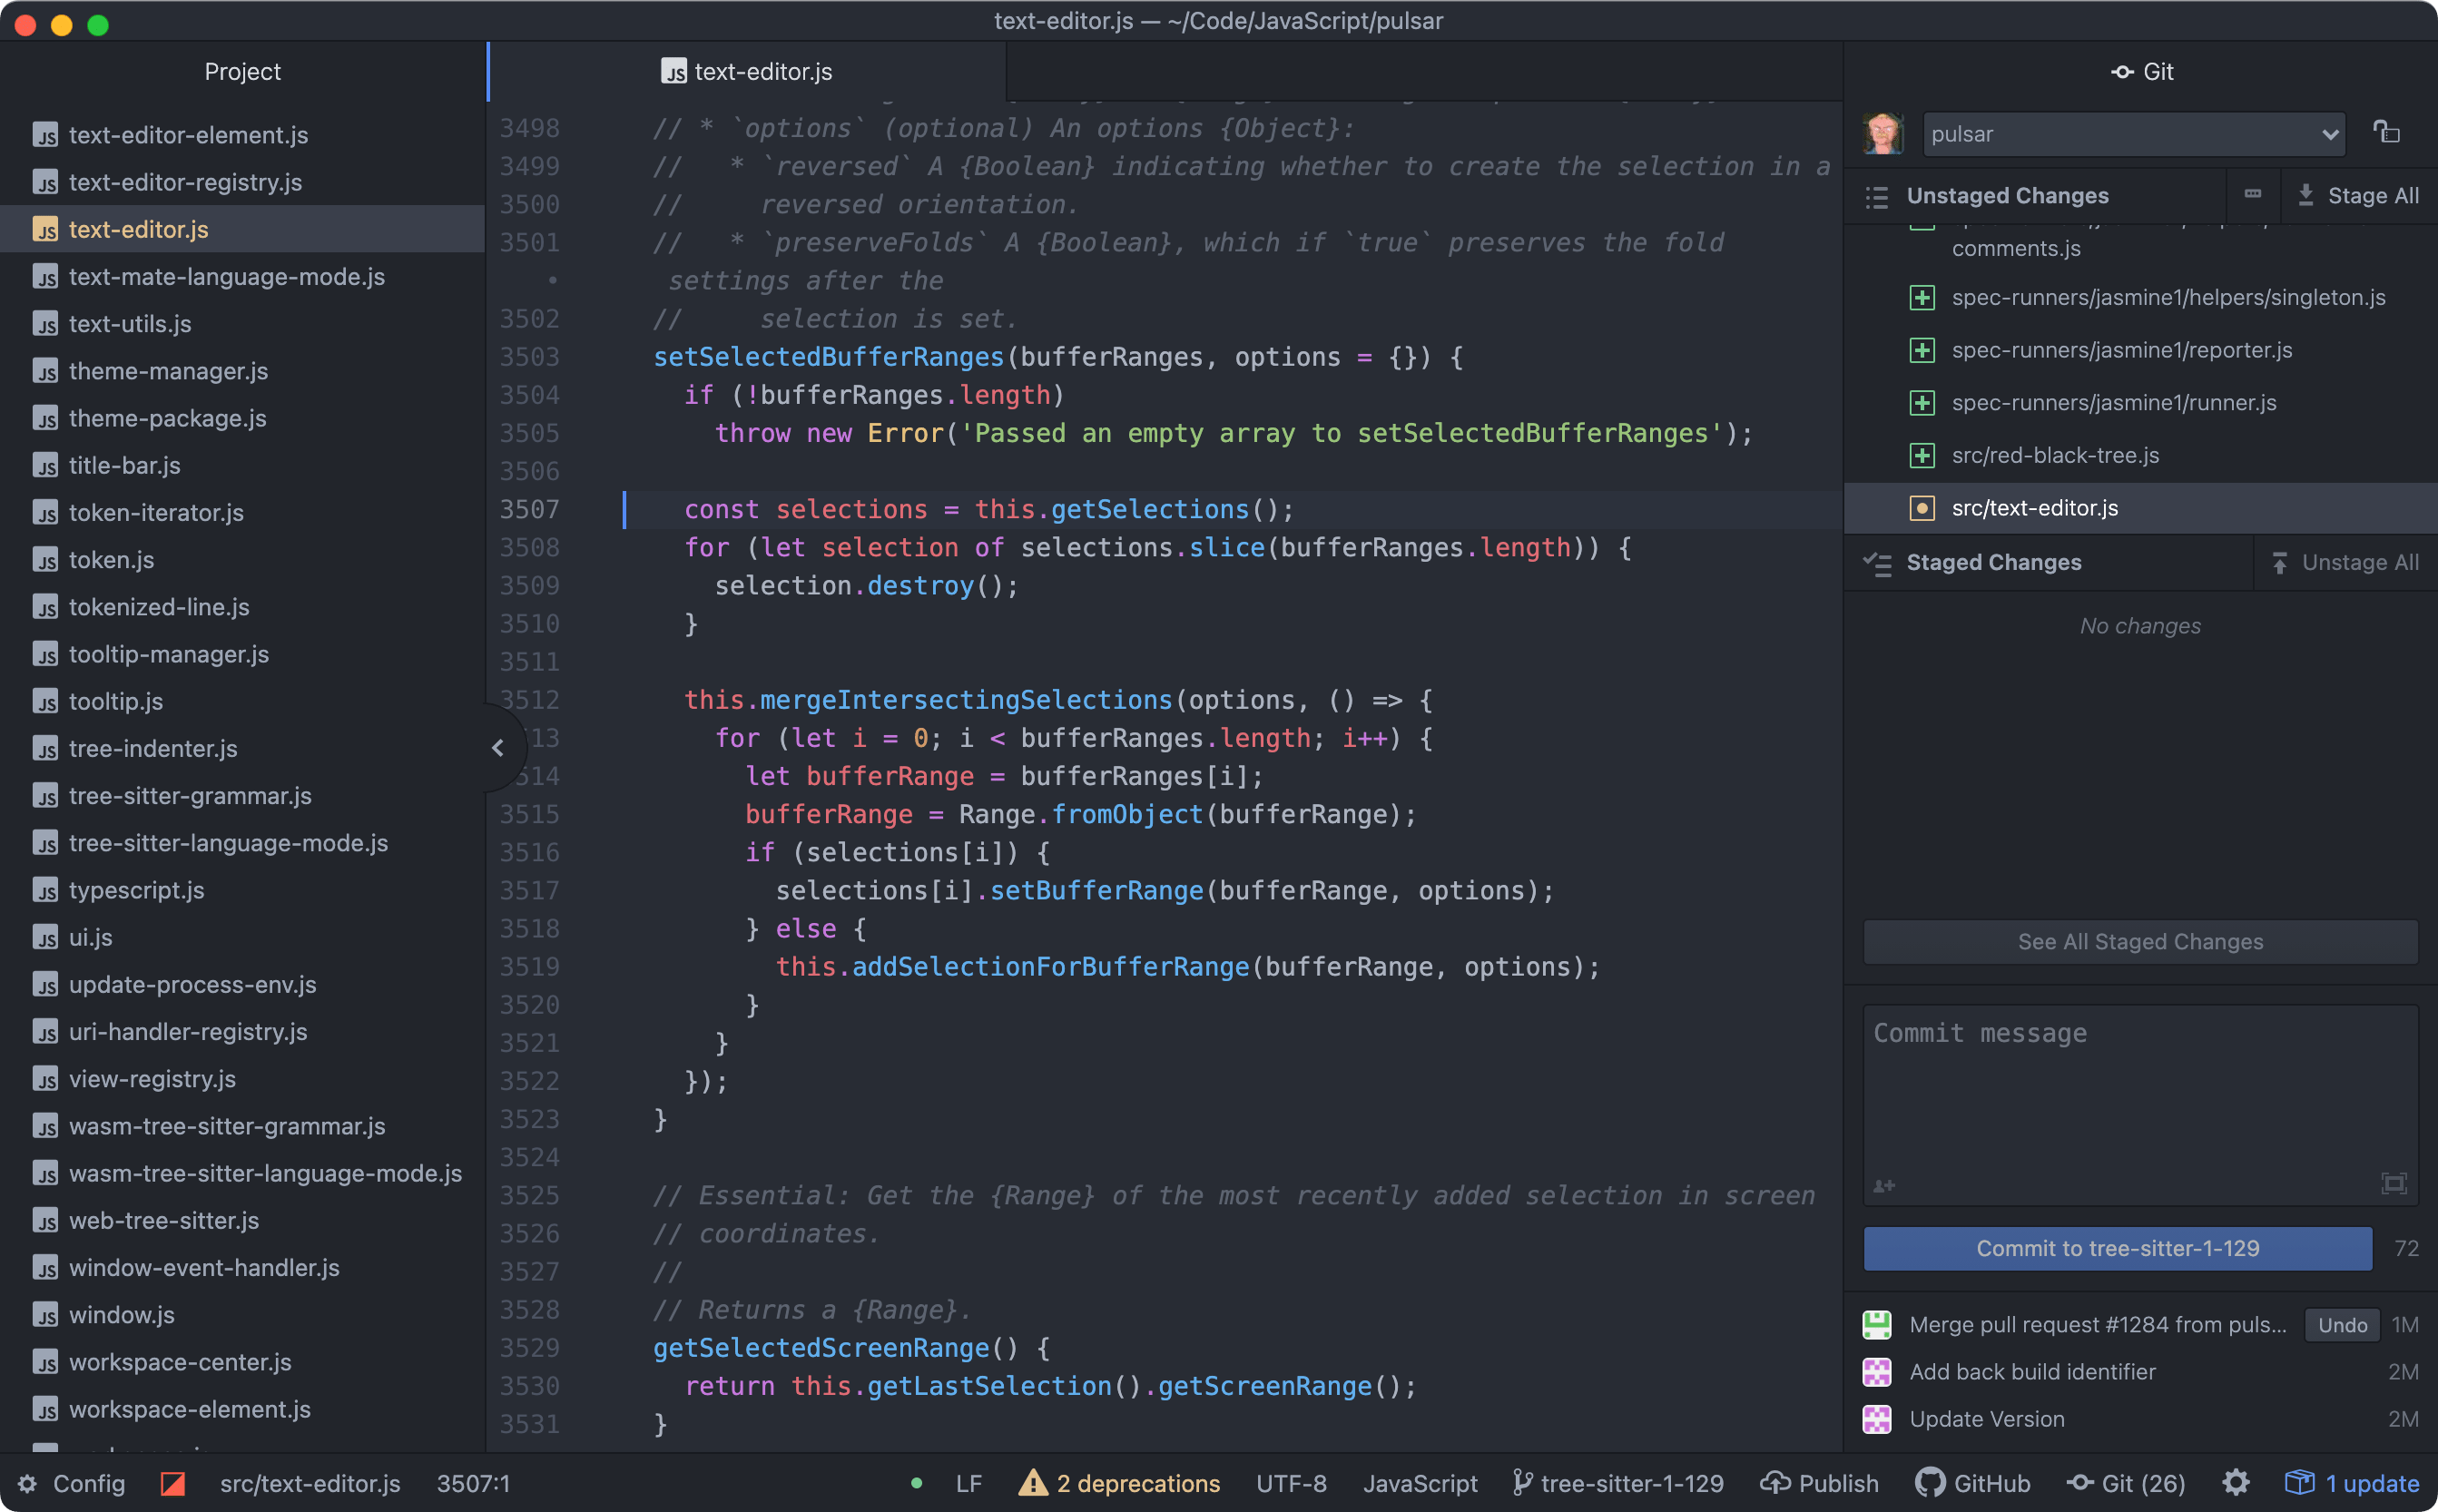 text-editor.js — ~/Code/JavaScript/pulsar
Project
text-editor-element.js
text-editor-registry.js
text-editor.js
text-mate-language-mode.js
text-utils.js
theme-manager.js
theme-package.js
title-bar.js
token-iterator.js
token.js
tokenized-line.js
tooltip-manager.js
tooltip.js
tree-indenter.js
tree-sitter-grammar.js
tree-sitter-language-mode.js
typescript.js
ui.js
update-process-env.js
uri-handler-registry.js
view-registry.js
wasm-tree-sitter-grammar.js
wasm-tree-sitter-language-mode.js
web-tree-sitter.js
window-event-handler.js
window.js
workspace-center.js
workspace-element.js
JS text-editor.js
3498 // * `options` (optional) An options {Object}:
3499 //   * `reversed` A {Boolean} indicating whether to create the selection in a
3500 //     reversed orientation.
3501 //   * `preserveFolds` A {Boolean}, which if `true` preserves the fold
• settings after the
3502 //     selection is set.
3503 setSelectedBufferRanges(bufferRanges, options = {}) {
3504   if (!bufferRanges.length)
3505     throw new Error('Passed an empty array to setSelectedBufferRanges');
3506
3507   const selections = this.getSelections();
3508   for (let selection of selections.slice(bufferRanges.length)) {
3509     selection.destroy();
3510   }
3511
3512   this.mergeIntersectingSelections(options, () => {
13     for (let i = 0; i < bufferRanges.length; i++) {
514       let bufferRange = bufferRanges[i];
3515       bufferRange = Range.fromObject(bufferRange);
3516       if (selections[i]) {
3517         selections[i].setBufferRange(bufferRange, options);
3518       } else {
3519         this.addSelectionForBufferRange(bufferRange, options);
3520       }
3521     }
3522   });
3523 }
3524
3525 // Essential: Get the {Range} of the most recently added selection in screen
3526 // coordinates.
3527 //
3528 // Returns a {Range}.
3529 getSelectedScreenRange() {
3530   return this.getLastSelection().getScreenRange();
3531 }
Git
pulsar
Unstaged Changes
Stage All
comments.js
spec-runners/jasmine1/helpers/singleton.js
spec-runners/jasmine1/reporter.js
spec-runners/jasmine1/runner.js
src/red-black-tree.js
src/text-editor.js
Staged Changes
Unstage All
No changes
See All Staged Changes
Commit message
Commit to tree-sitter-1-129 72
Merge pull request #1284 from puls... Undo 1M
Add back build identifier 2M
Update Version 2M
Config src/text-editor.js 3507:1 LF 2 deprecations UTF-8 JavaScript tree-sitter-1-129 Publish GitHub Git (26) 1 update